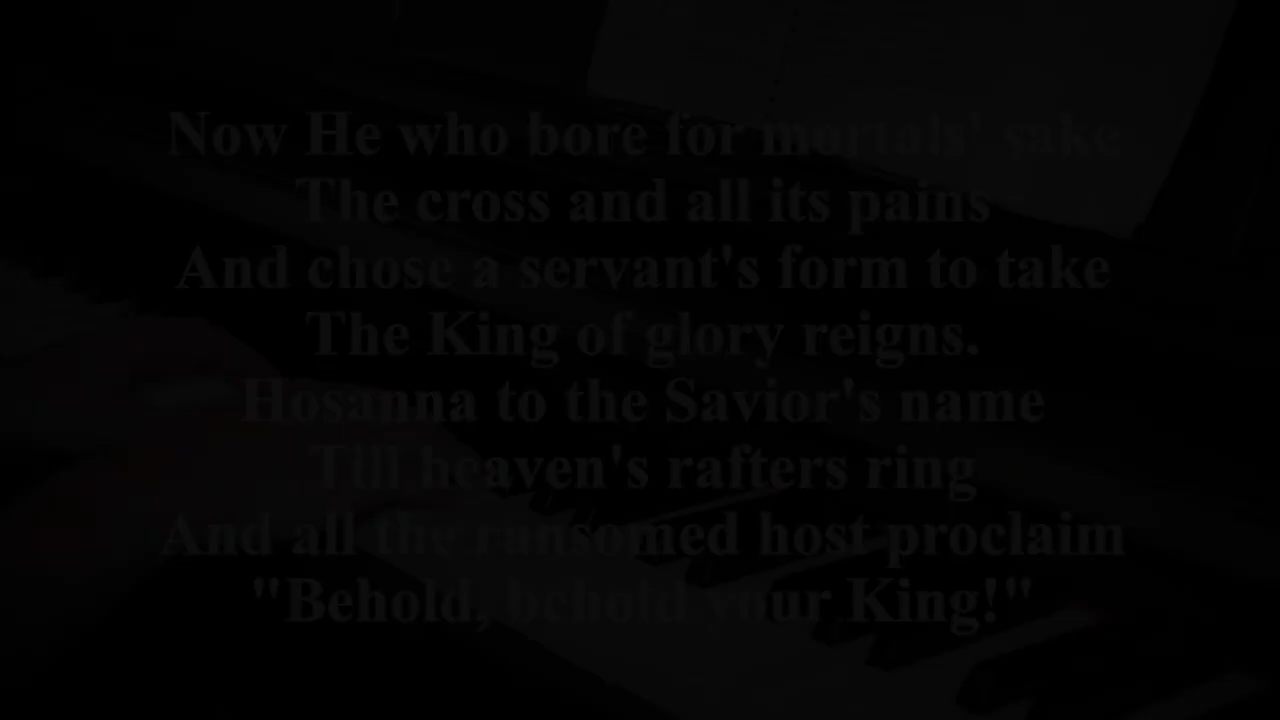 Now He who bore for mortals' sake
The cross and all its pains
And chose a servant's form to take
The King of glory reigns.
Hosanna to the Savior's name
Till heaven's rafters ring
And all the ransomed host proclaim
"Behold, behold your King!"